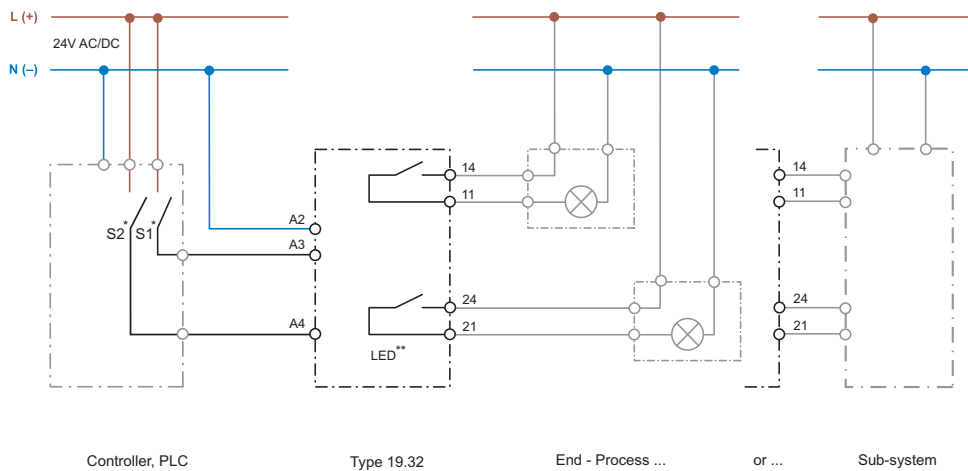 L (+)
24V AC/DC
N (–)
14
11
14
11
S2* S1*
A2
A3
24
21
24
21
A4
LED**
Controller, PLC
Type 19.32
End - Process ...
or ...
Sub-system